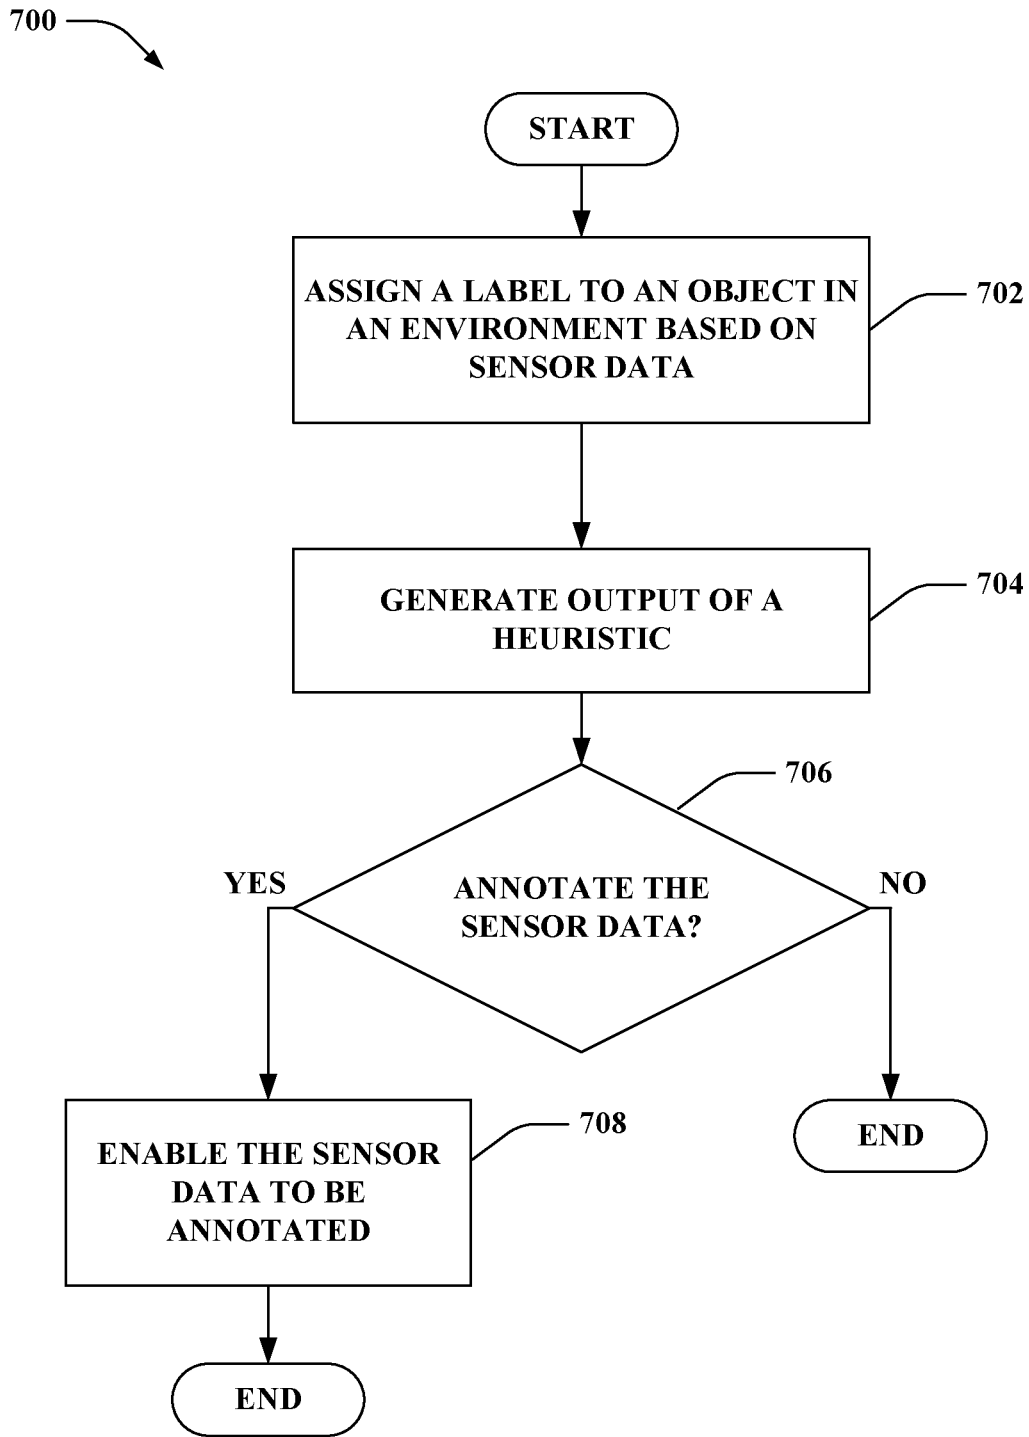 700
START
ASSIGN A LABEL TO AN OBJECT IN
AN ENVIRONMENT BASED ON
SENSOR DATA
702
GENERATE OUTPUT OF A
HEURISTIC
704
706
ANNOTATE THE
SENSOR DATA?
YES
NO
ENABLE THE SENSOR
DATA TO BE
ANNOTATED
708
END
END